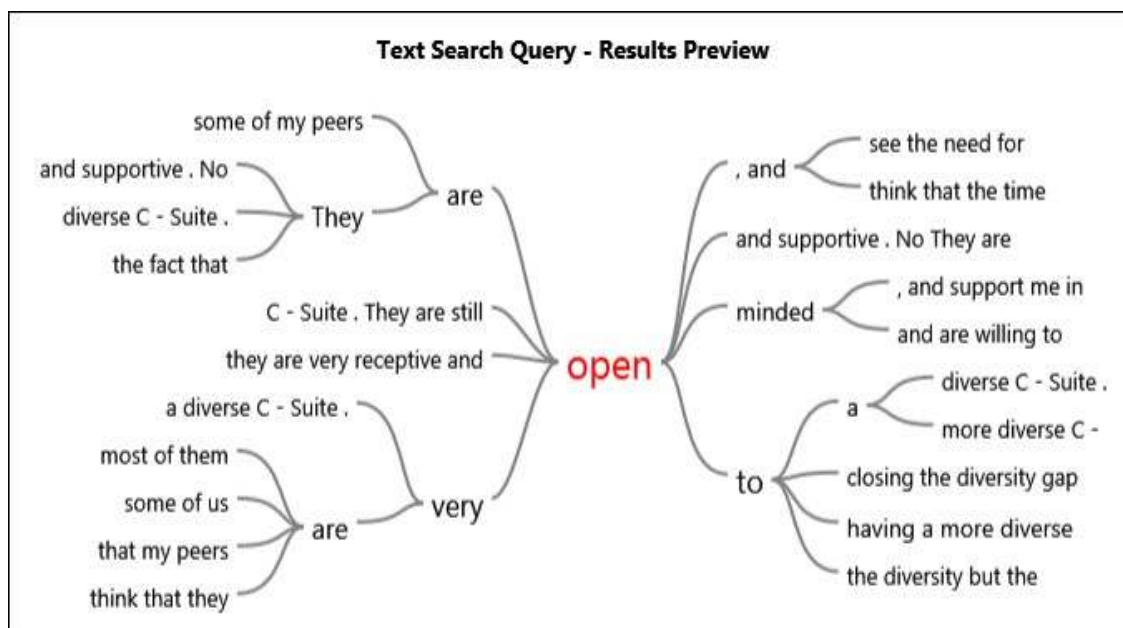 Text Search Query - Results Preview
some of my peers
and supportive . No
diverse C - Suite .
the fact that
They
are
C - Suite . They are still
they are very receptive and
a diverse C - Suite .
most of them
some of us
that my peers
think that they
are
very
open
, and
see the need for
think that the time
and supportive . No They are
minded
, and support me in
and are willing to
to
a
diverse C - Suite .
more diverse C -
closing the diversity gap
having a more diverse
the diversity but the